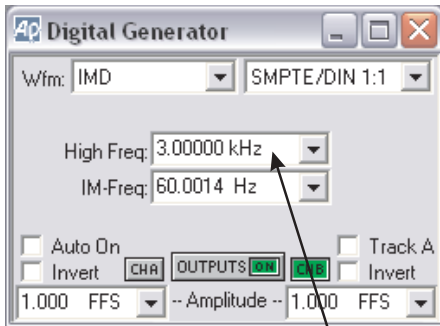 Ap Digital Generator
Wfm: IMD SMPTE/DIN 1:1
High Freq: 3.00000 kHz
IM-Freq: 60.0014 Hz
Auto On Track A
Invert CHA OUTPUTS ON CHB Invert
1.000 FFS -- Amplitude -- 1.000 FFS